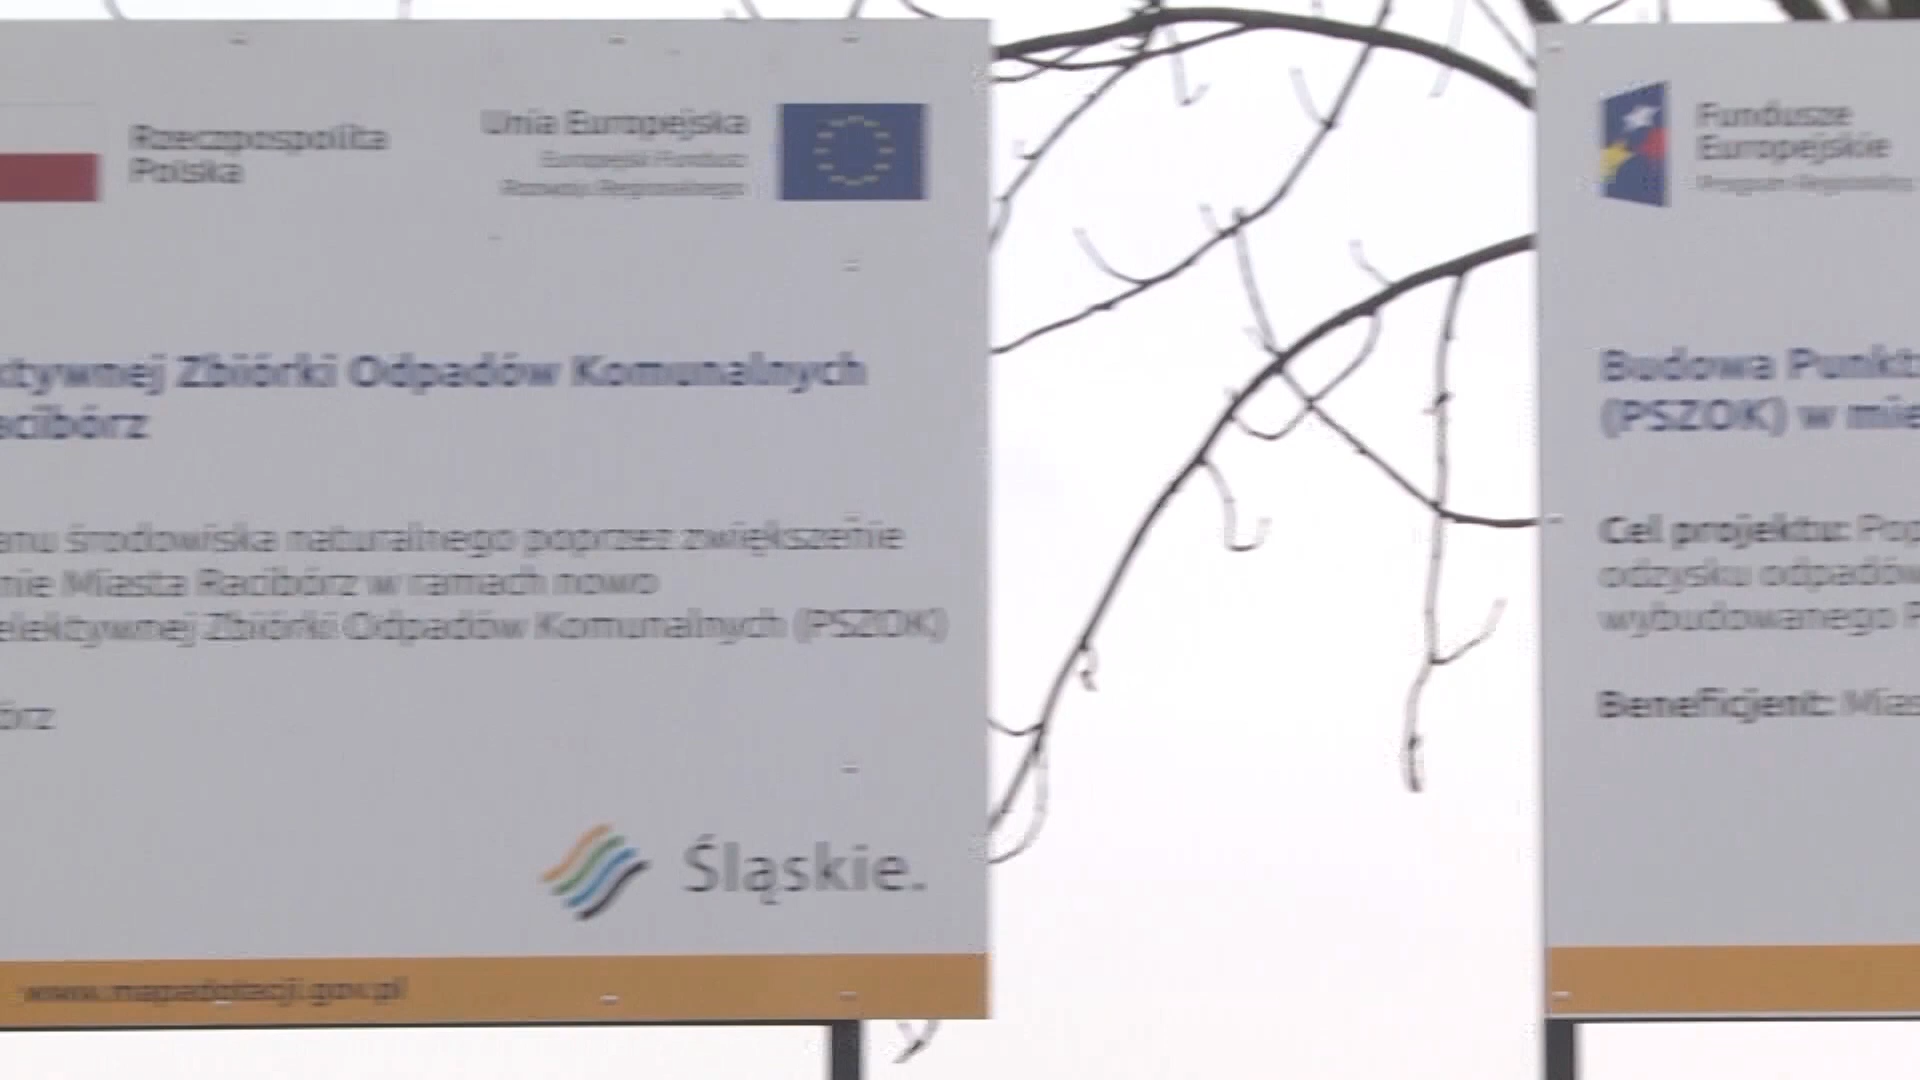 Rzeczpospolita
Polska
Unia Europejska
Europejski Fundusz
Rozwoju Regionalnego
ktywnej Zbiórki Odpadów Komunalnych
acibórz
anu środowiska naturalnego poprzez zwiększenie
nie Miasta Racibórz w ramach nowo
elektywnej Zbiórki Odpadów Komunalnych (PSZOK)
órz
Śląskie.
www.mapadotacji.gov.pl
Fundusze
Europejskie
Program Regionalny
Budowa Punkt
(PSZOK) w mie
Cel projektu: Pop
odzysku odpadów
wybudowanego P
Beneficjent: Mias